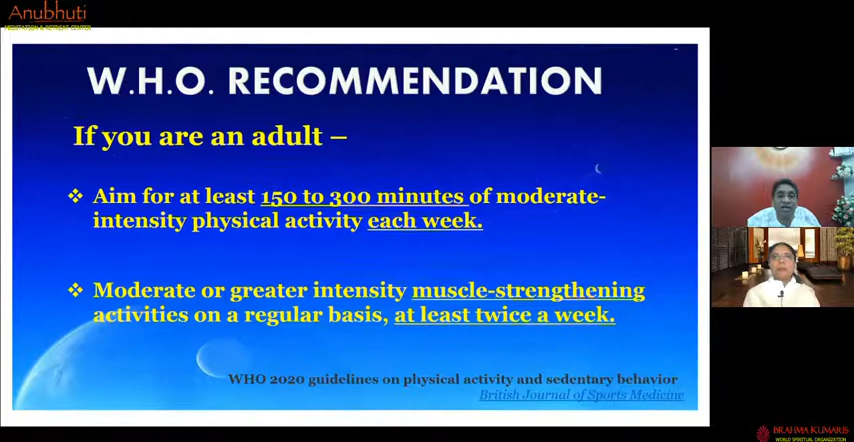 Anubhuti
MEDITATION & RETREAT CENTER
W.H.O. RECOMMENDATION
If you are an adult –
❖ Aim for at least 150 to 300 minutes of moderate-
intensity physical activity each week.
❖ Moderate or greater intensity muscle-strengthening
activities on a regular basis, at least twice a week.
WHO 2020 guidelines on physical activity and sedentary behavior
British Journal of Sports Medicine
BRAHMA KUMARIS
WORLD SPIRITUAL ORGANIZATION